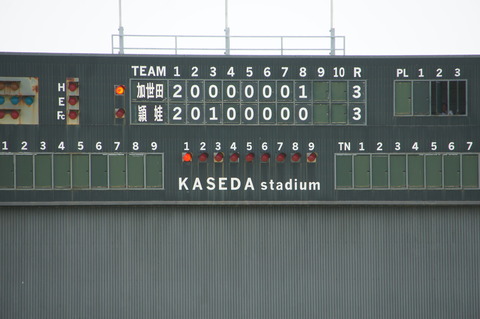 TEAM 1 2 3 4 5 6 7 8 9 10 R
PL 1 2 3
H
E
Fc
加世田 2 0 0 0 0 0 0 1 3
頴娃 2 0 1 0 0 0 0 0 3
1 2 3 4 5 6 7 8 9
1 2 3 4 5 6 7 8 9
TN 1 2 3 4 5 6 7
KASEDA stadium